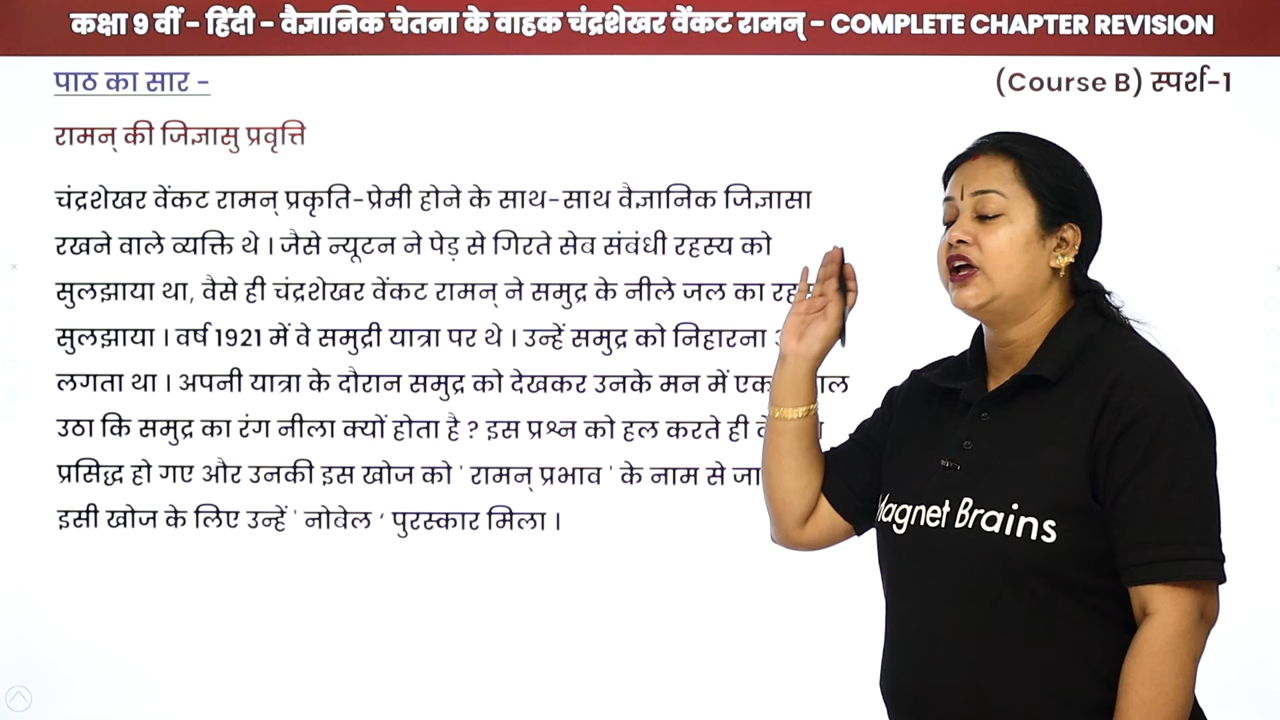 कक्षा 9 वीं - हिंदी - वैज्ञानिक चेतना के वाहक चंद्रशेखर वेंकट रामन् - COMPLETE CHAPTER REVISION
पाठ का सार -
(Course B) स्पर्श-1
रामन् की जिज्ञासु प्रवृत्ति
चंद्रशेखर वेंकट रामन् प्रकृति-प्रेमी होने के साथ-साथ वैज्ञानिक जिज्ञासा
रखने वाले व्यक्ति थे । जैसे न्यूटन ने पेड़ से गिरते सेब संबंधी रहस्य को
सुलझाया था, वैसे ही चंद्रशेखर वेंकट रामन् ने समुद्र के नीले जल का
सुलझाया । वर्ष 1921 में वे समुद्री यात्रा पर थे । उन्हें समुद्र को निहारना
लगता था । अपनी यात्रा के दौरान समुद्र को देखकर उनके मन में एक
उठा कि समुद्र का रंग नीला क्यों होता है ? इस प्रश्न को हल करते ही
प्रसिद्ध हो गए और उनकी इस खोज को ' रामन् प्रभाव ' के नाम से
इसी खोज के लिए उन्हें ' नोबेल ' पुरस्कार मिला ।
Magnet Brains